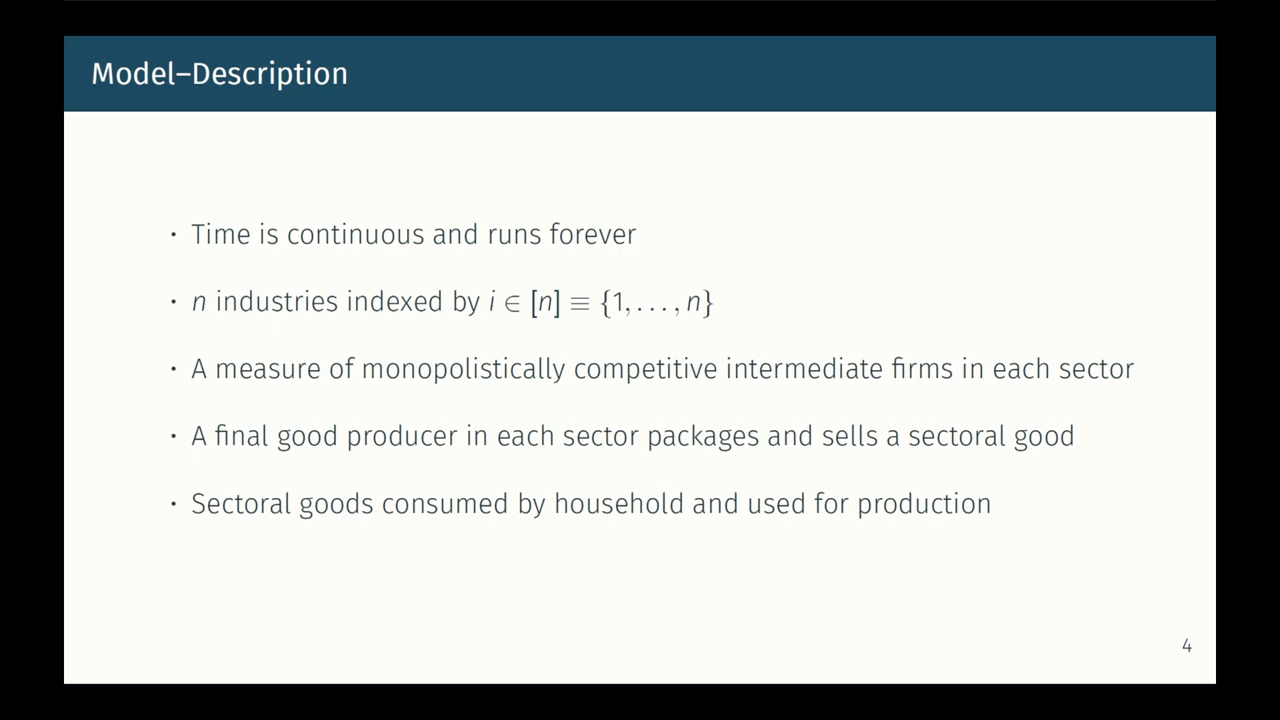 Model–Description
· Time is continuous and runs forever
· n industries indexed by i ∈ [n] ≡ {1, . . . , n}
· A measure of monopolistically competitive intermediate firms in each sector
· A final good producer in each sector packages and sells a sectoral good
· Sectoral goods consumed by household and used for production
4